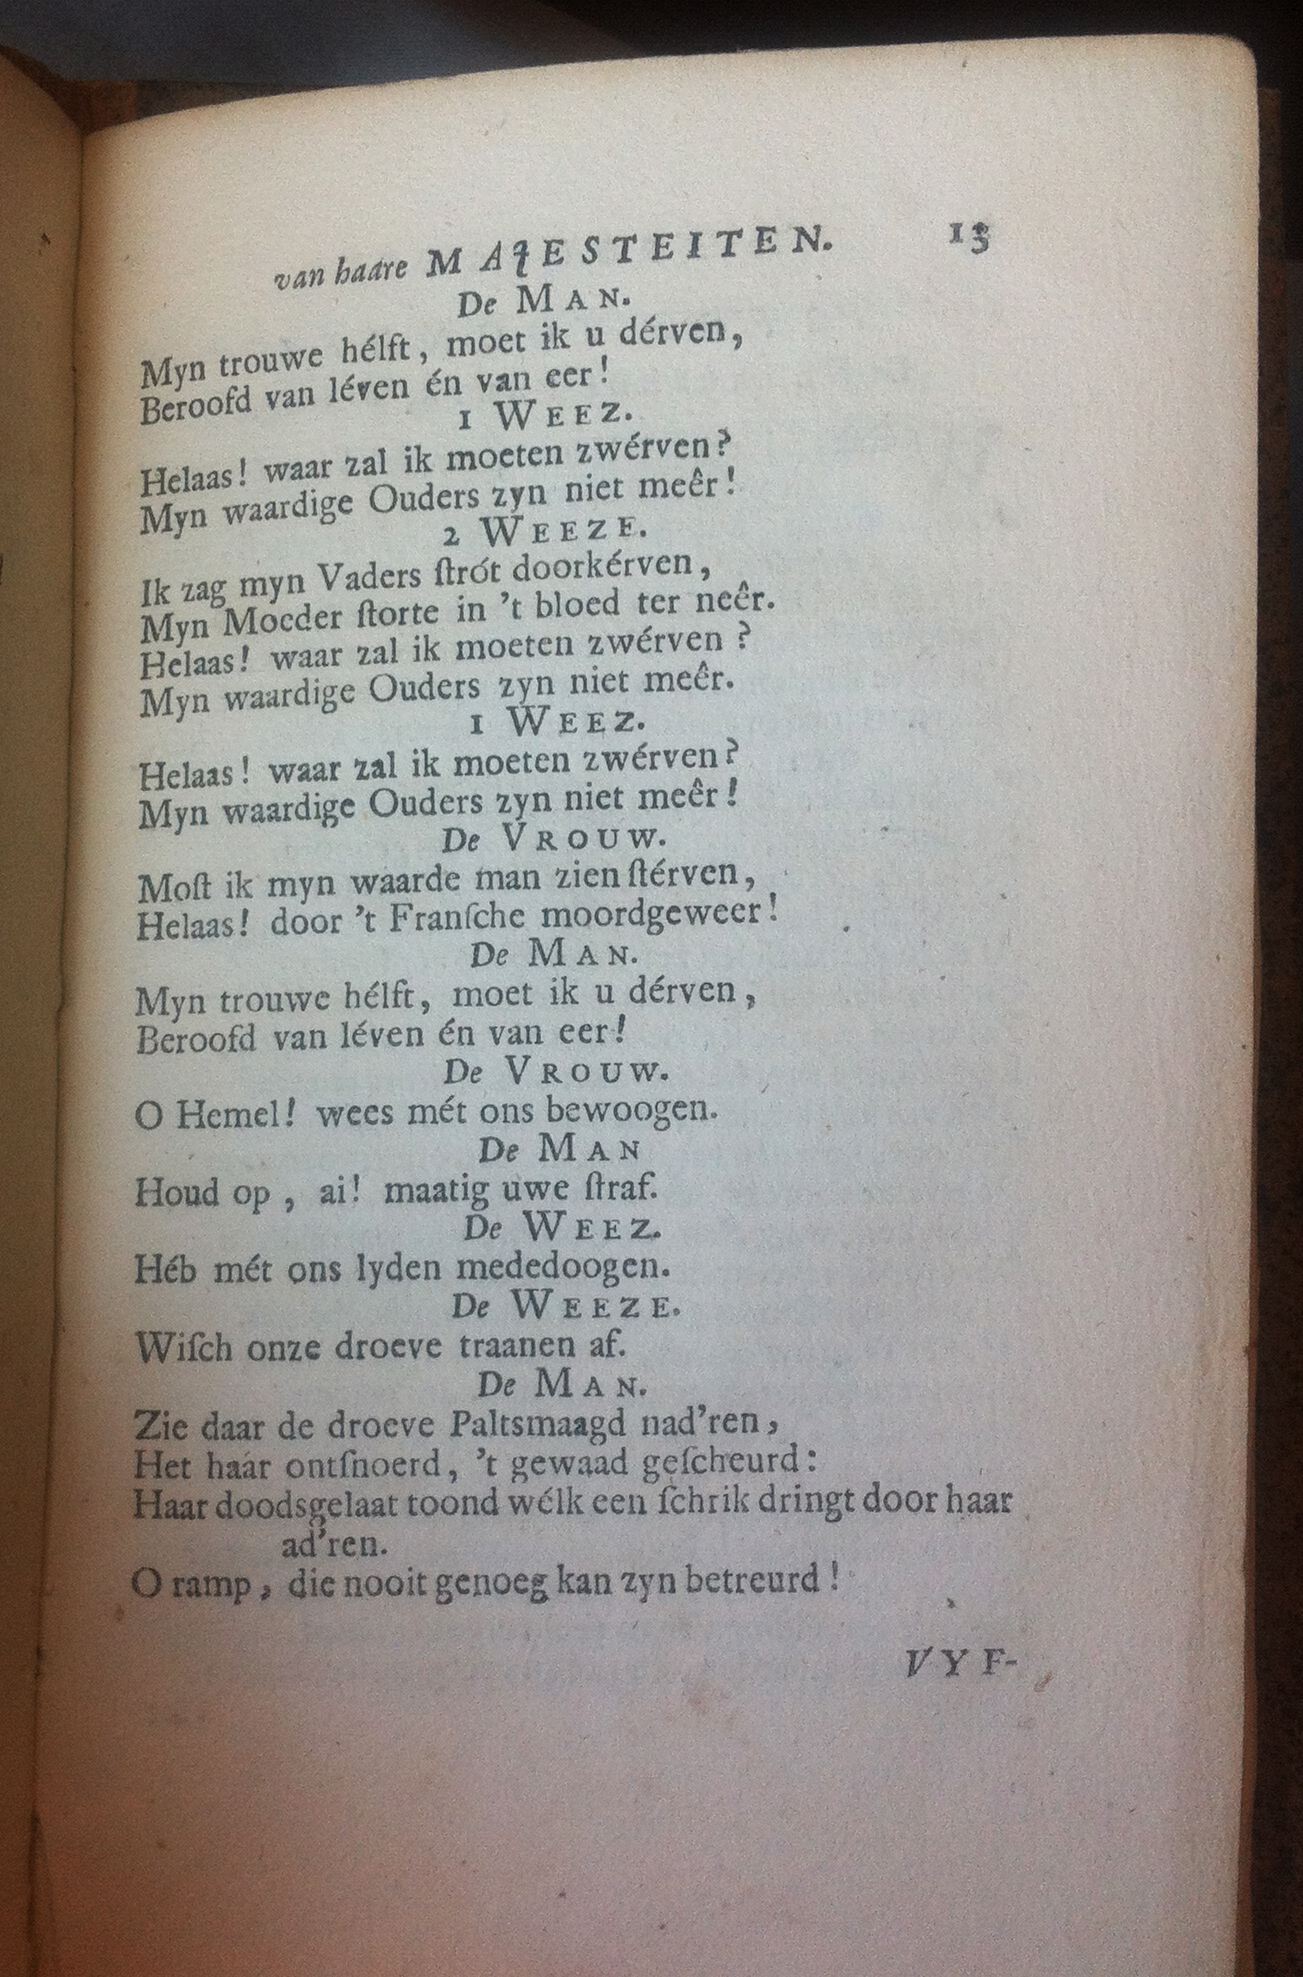 van haare MAJESTEITEN. 13
De MAN.
Myn trouwe hélft, moet ik u dérven,
Beroofd van léven én van eer!
1 WEEZ.
Helaas! waar zal ik moeten zwérven?
Myn waardige Ouders zyn niet meêr!
2 WEEZE.
Ik zag myn Vaders ſtrót doorkérven,
Myn Moeder ſtorte in 't bloed ter neêr.
Helaas! waar zal ik moeten zwérven?
Myn waardige Ouders zyn niet meêr.
1 WEEZ.
Helaas! waar zal ik moeten zwérven?
Myn waardige Ouders zyn niet meêr!
De VROUW.
Moſt ik myn waarde man zien ſtérven,
Helaas! door 't Franſche moordgeweer!
De MAN.
Myn trouwe hélft, moet ik u dérven,
Beroofd van léven én van eer!
De VROUW.
O Hemel! wees mét ons bewoogen.
De MAN
Houd op, ai! maatig uwe ſtraf.
De WEEZ.
Héb mét ons lyden mededoogen.
De WEEZE.
Wiſch onze droeve traanen af.
De MAN.
Zie daar de droeve Paltsmaagd nad'ren,
Het haar ontſnoerd, 't gewaad geſcheurd:
Haar doodsgelaat toond wélk een ſchrik dringt door haar
ad'ren.
O ramp, die nooit genoeg kan zyn betreurd!
VYF-